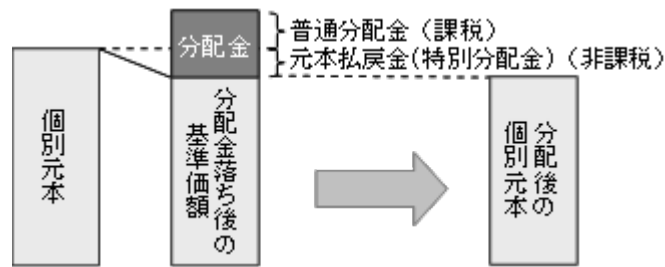 普通分配金（課税）
分配金
元本払戻金(特別分配金)（非課税）
個別元本
分配金落ち後の
基準価額
分配後の
個別元本